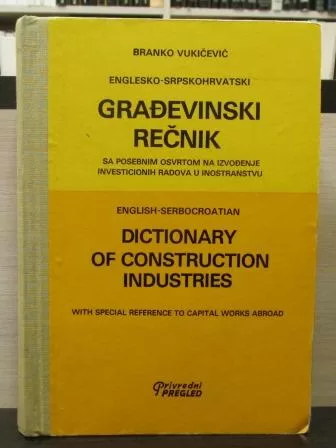 BRANKO VUKIČEVIĆ
ENGLESKO-SRPSKOHRVATSKI
GRAĐEVINSKI
REČNIK
SA POSEBNIM OSVRTOM NA IZVOĐENJE
INVESTICIONIH RADOVA U INOSTRANSTVU
ENGLISH-SERBOCROATIAN
DICTIONARY
OF CONSTRUCTION
INDUSTRIES
WITH SPECIAL REFERENCE TO CAPITAL WORKS ABROAD
Privredni
PREGLED